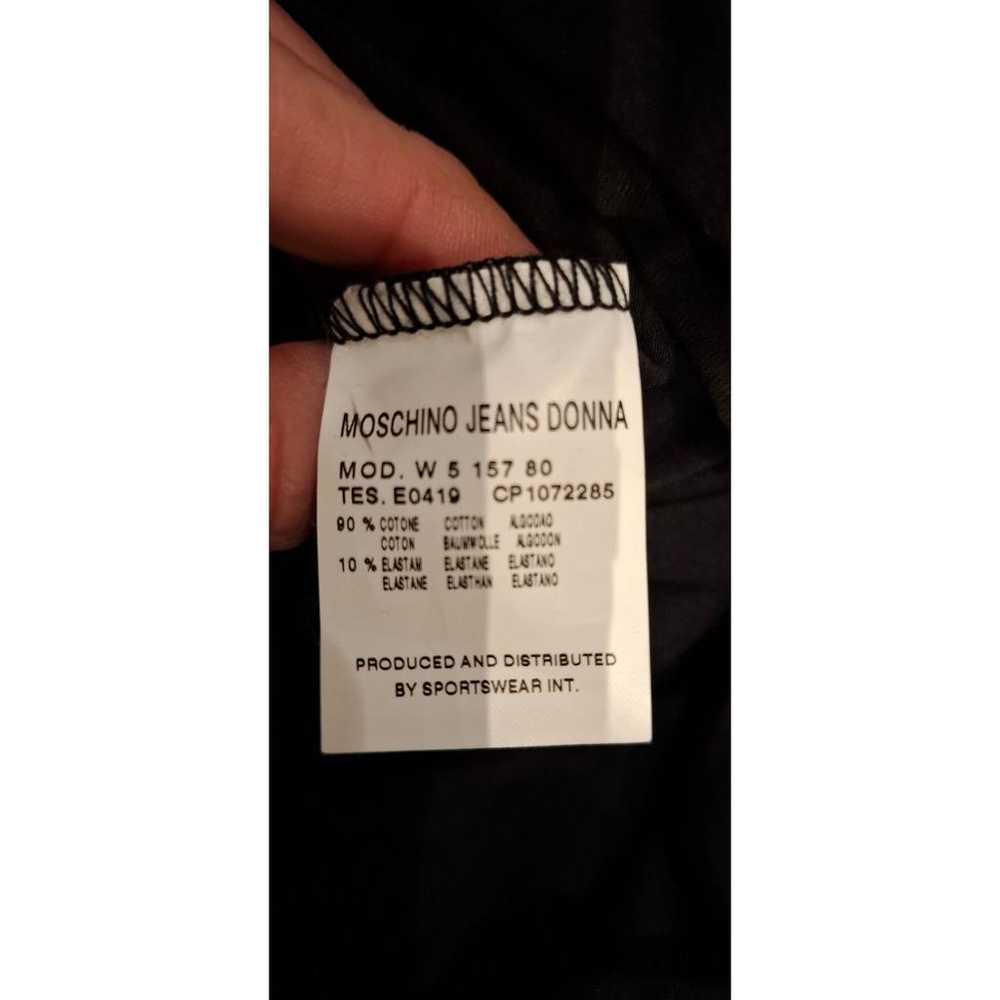 MOSCHINO JEANS DONNA
MOD. W 5 157 80
TES. E0419 CP1072285
90 % COTONE COTTON ALGODAO
COTON BAUMWOLLE ALGODON
10 % ELASTAM ELASTANE ELASTANO
ELASTANE ELASTHAN ELASTANO
PRODUCED AND DISTRIBUTED
BY SPORTSWEAR INT.